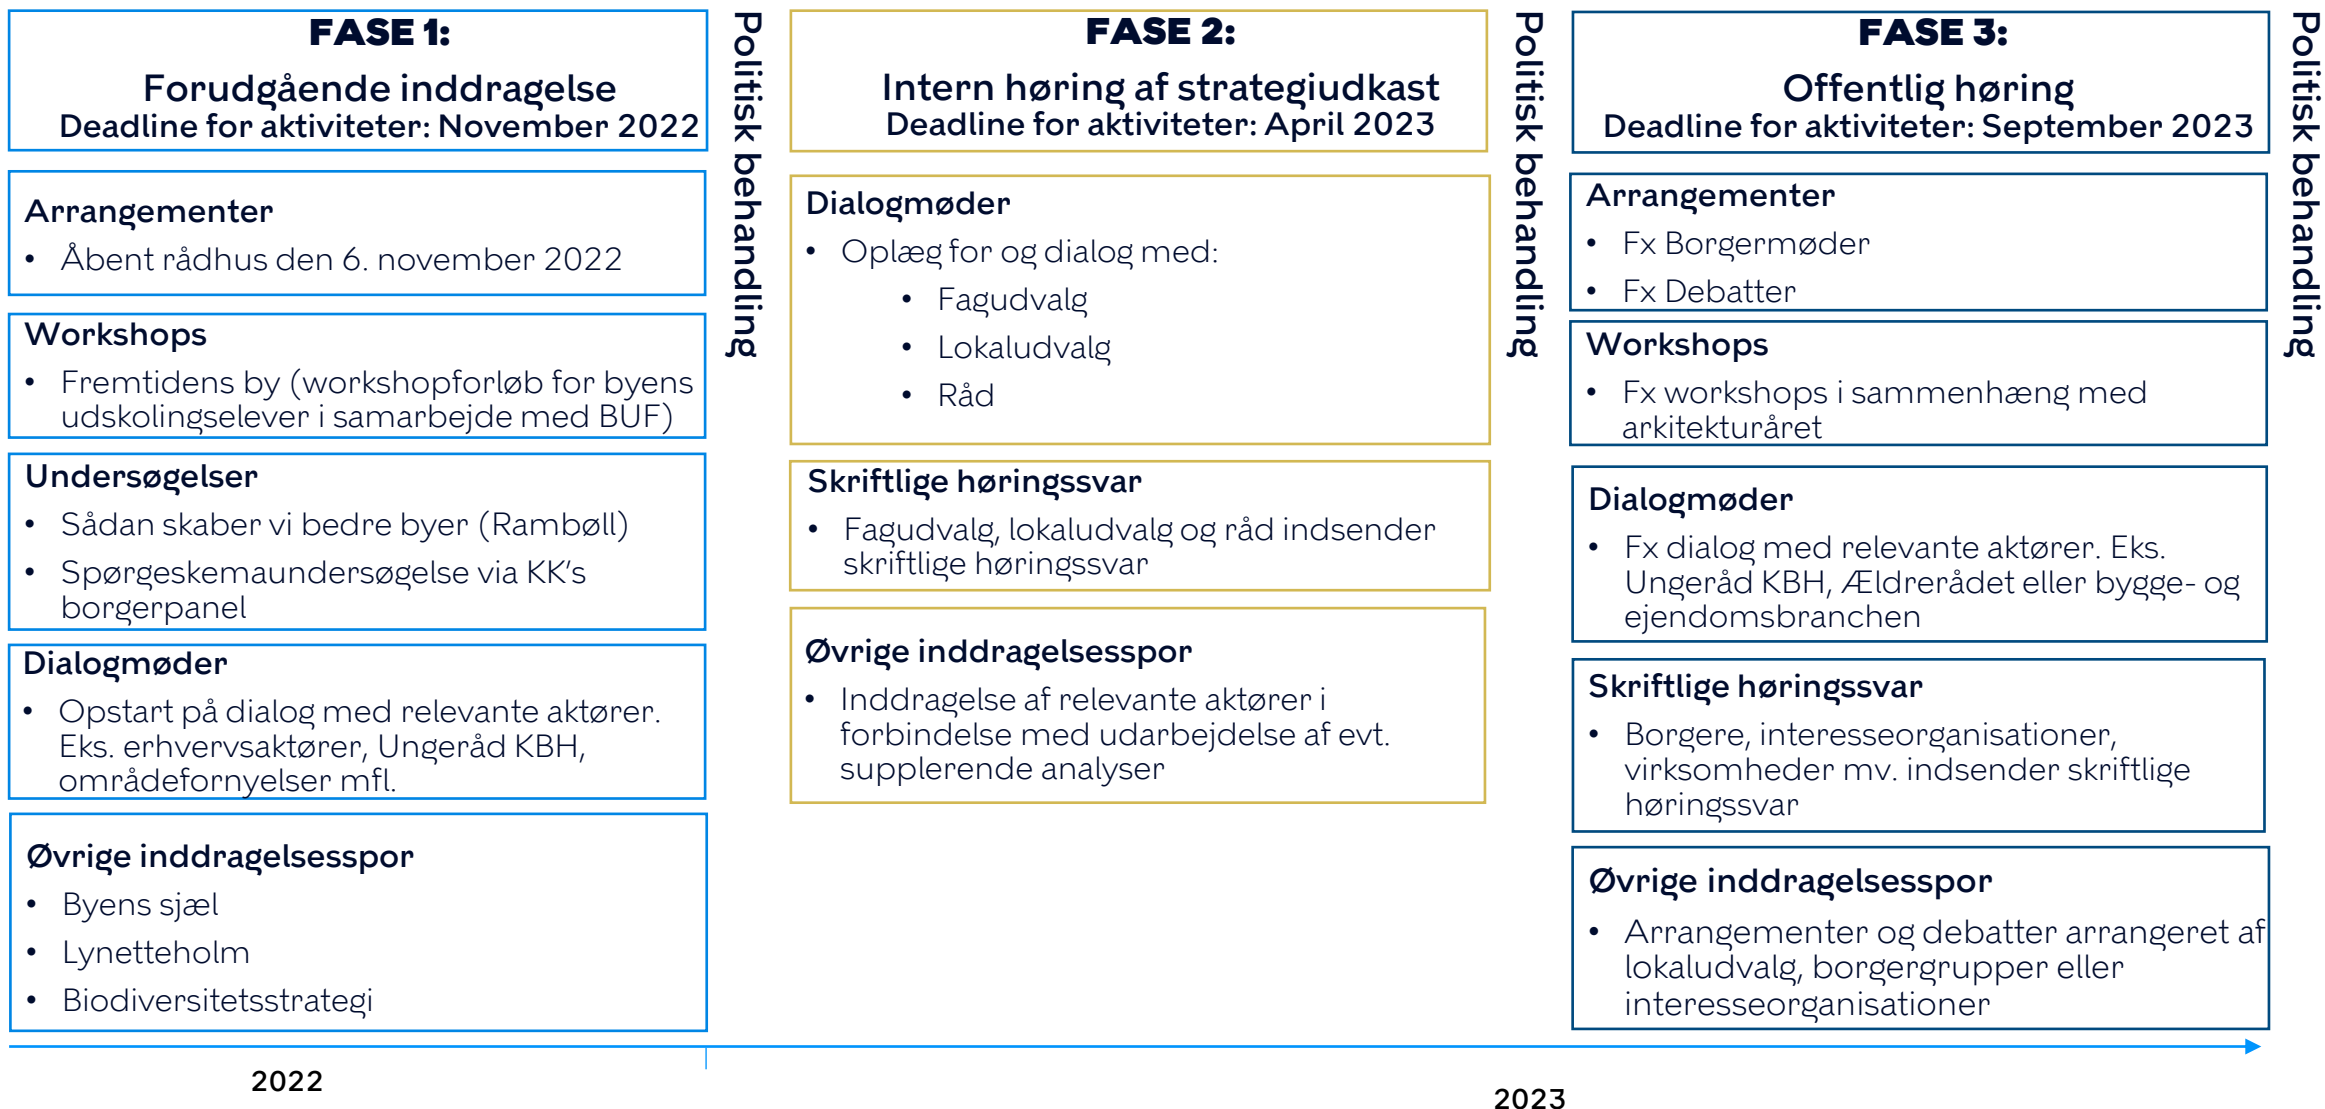 FASE 1:
Forudgående inddragelse
Deadline for aktiviteter: November 2022
Arrangementer
• Åbent rådhus den 6. november 2022
Workshops
• Fremtidens by (workshopforløb for byens
udskolingselever i samarbejde med BUF)
Undersøgelser
• Sådan skaber vi bedre byer (Rambøll)
• Spørgeskemaundersøgelse via KK's
borgerpanel
Dialogmøder
• Opstart på dialog med relevante aktører.
Eks. erhvervsaktører, Ungeråd KBH,
områdefornyelser mfl.
Øvrige inddragelsesspor
• Byens sjæl
• Lynetteholm
• Biodiversitetsstrategi
Politisk behandling
FASE 2:
Intern høring af strategiudkast
Deadline for aktiviteter: April 2023
Dialogmøder
• Oplæg for og dialog med:
• Fagudvalg
• Lokaludvalg
• Råd
Skriftlige høringssvar
• Fagudvalg, lokaludvalg og råd indsender
skriftlige høringssvar
Øvrige inddragelsesspor
• Inddragelse af relevante aktører i
forbindelse med udarbejdelse af evt.
supplerende analyser
Politisk behandling
FASE 3:
Offentlig høring
Deadline for aktiviteter: September 2023
Arrangementer
• Fx Borgermøder
• Fx Debatter
Workshops
• Fx workshops i sammenhæng med
arkitekturåret
Dialogmøder
• Fx dialog med relevante aktører. Eks.
Ungeråd KBH, Ældrerådet eller bygge- og
ejendomsbranchen
Skriftlige høringssvar
• Borgere, interesseorganisationer,
virksomheder mv. indsender skriftlige
høringssvar
Øvrige inddragelsesspor
• Arrangementer og debatter arrangeret af
lokaludvalg, borgergrupper eller
interesseorganisationer
Politisk behandling
2022
2023